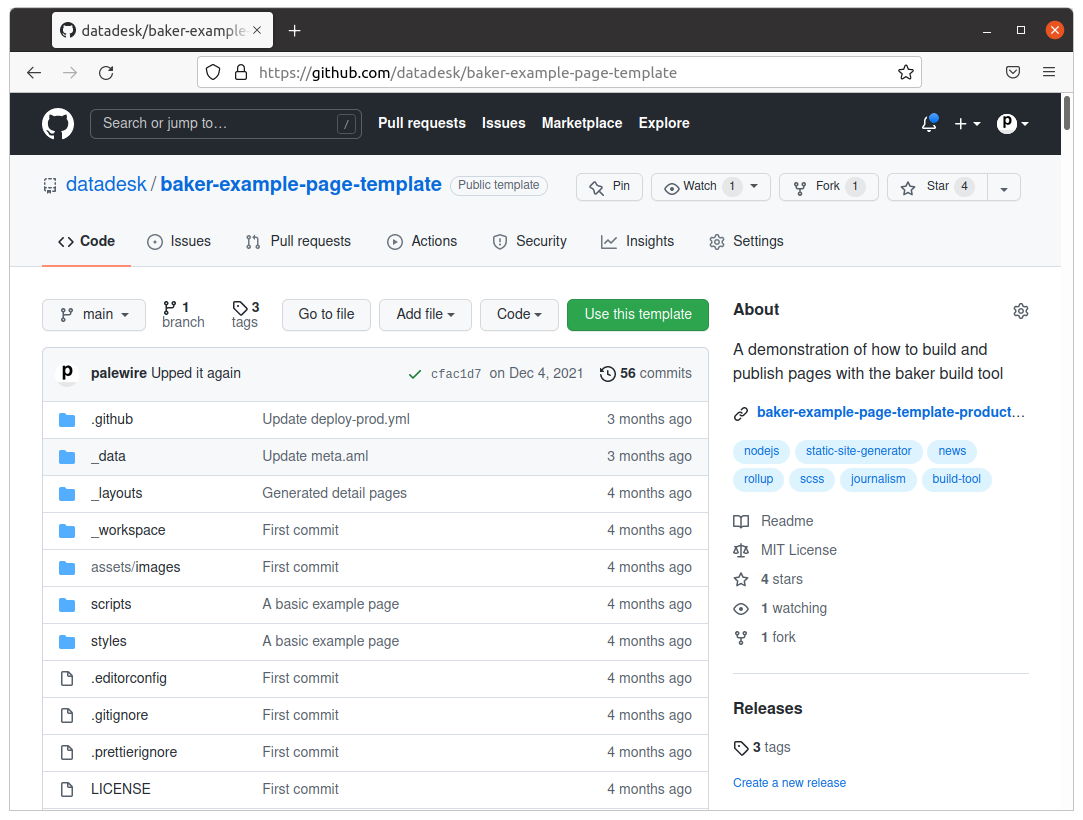 datadesk/baker-example
https://github.com/datadesk/baker-example-page-template
Search or jump to… / Pull requests Issues Marketplace Explore
datadesk / baker-example-page-template Public template Pin Watch 1 Fork 1 Star 4
Code Issues Pull requests Actions Security Insights Settings
main 1 branch 3 tags Go to file Add file Code Use this template
p palewire Upped it again cfac1d7 on Dec 4, 2021 56 commits
.github Update deploy-prod.yml 3 months ago
_data Update meta.aml 3 months ago
_layouts Generated detail pages 4 months ago
_workspace First commit 4 months ago
assets/images First commit 4 months ago
scripts A basic example page 4 months ago
styles A basic example page 4 months ago
.editorconfig First commit 4 months ago
.gitignore First commit 4 months ago
.prettierignore First commit 4 months ago
LICENSE First commit 4 months ago
About
A demonstration of how to build and
publish pages with the baker build tool
baker-example-page-template-product…
nodejs static-site-generator news
rollup scss journalism build-tool
Readme
MIT License
4 stars
1 watching
1 fork
Releases
3 tags
Create a new release